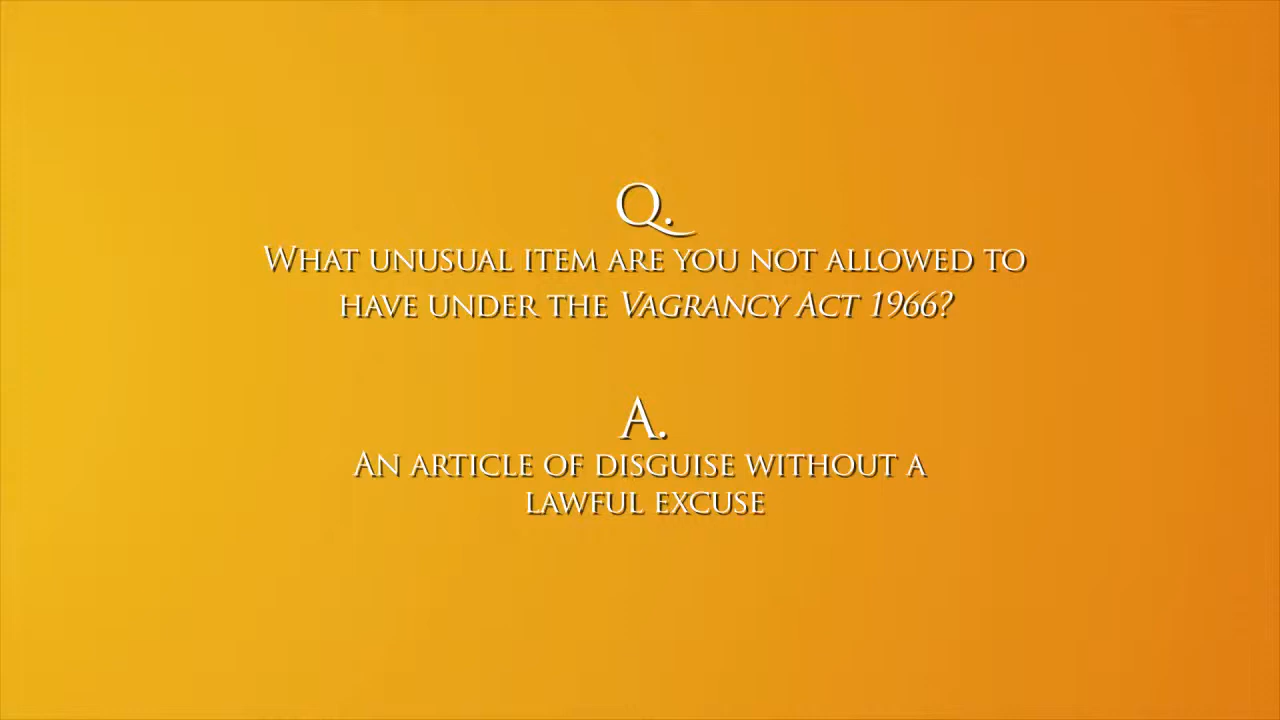 Q.
What unusual item are you not allowed to
have under the Vagrancy Act 1966?
A.
An article of disguise without a
lawful excuse